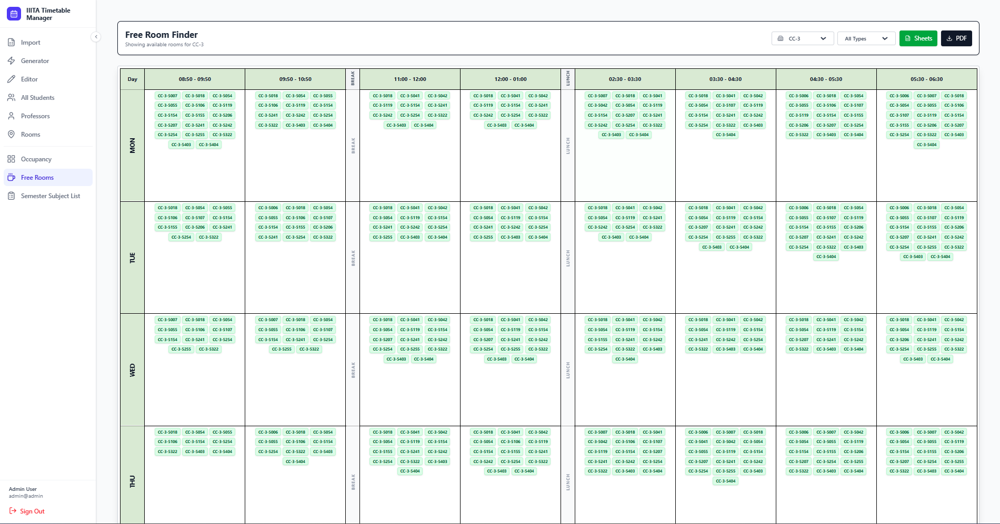 IIITA Timetable
Manager
Import
Generator
Editor
All Students
Professors
Rooms
Occupancy
Free Rooms
Semester Subject List
Admin User
admin@admin
Sign Out
Free Room Finder
Showing available rooms for CC-3
CC-3
All Types
Sheets
PDF
Day 08:50 - 09:50 09:50 - 10:50 BREAK 11:00 - 12:00 12:00 - 01:00 LUNCH 02:30 - 03:30 03:30 - 04:30 04:30 - 05:30 05:30 - 06:30
MON
CC-3-5007 CC-3-5018 CC-3-5054
CC-3-5055 CC-3-5106 CC-3-5119
CC-3-5154 CC-3-5155 CC-3-5206
CC-3-5207 CC-3-5241 CC-3-5242
CC-3-5254 CC-3-5255 CC-3-5322
CC-3-5403 CC-3-5404
CC-3-5018 CC-3-5054 CC-3-5055
CC-3-5106 CC-3-5119 CC-3-5154
CC-3-5241 CC-3-5242 CC-3-5254
CC-3-5322 CC-3-5403 CC-3-5404
BREAK
CC-3-5018 CC-3-5041 CC-3-5042
CC-3-5119 CC-3-5154 CC-3-5241
CC-3-5242 CC-3-5254 CC-3-5322
CC-3-5403 CC-3-5404
CC-3-5018 CC-3-5041 CC-3-5042
CC-3-5119 CC-3-5154 CC-3-5241
CC-3-5242 CC-3-5254 CC-3-5322
CC-3-5403 CC-3-5404
LUNCH
CC-3-5007 CC-3-5018 CC-3-5041
CC-3-5042 CC-3-5054 CC-3-5119
CC-3-5154 CC-3-5207 CC-3-5241
CC-3-5242 CC-3-5254 CC-3-5322
CC-3-5403 CC-3-5404
CC-3-5018 CC-3-5041 CC-3-5042
CC-3-5054 CC-3-5107 CC-3-5119
CC-3-5154 CC-3-5241 CC-3-5242
CC-3-5254 CC-3-5322 CC-3-5403
CC-3-5404
CC-3-5006 CC-3-5018 CC-3-5054
CC-3-5055 CC-3-5106 CC-3-5107
CC-3-5119 CC-3-5154 CC-3-5155
CC-3-5206 CC-3-5207 CC-3-5254
CC-3-5322 CC-3-5403 CC-3-5404
CC-3-5006 CC-3-5007 CC-3-5018
CC-3-5054 CC-3-5055 CC-3-5106
CC-3-5107 CC-3-5119 CC-3-5154
CC-3-5155 CC-3-5206 CC-3-5207
CC-3-5254 CC-3-5322 CC-3-5403
CC-3-5404
TUE
CC-3-5018 CC-3-5054 CC-3-5055
CC-3-5106 CC-3-5107 CC-3-5154
CC-3-5155 CC-3-5206 CC-3-5241
CC-3-5254 CC-3-5322
CC-3-5006 CC-3-5018 CC-3-5054
CC-3-5055 CC-3-5106 CC-3-5107
CC-3-5154 CC-3-5155 CC-3-5206
CC-3-5241 CC-3-5254 CC-3-5322
BREAK
CC-3-5018 CC-3-5041 CC-3-5042
CC-3-5054 CC-3-5119 CC-3-5154
CC-3-5241 CC-3-5242 CC-3-5254
CC-3-5255 CC-3-5403 CC-3-5404
CC-3-5018 CC-3-5041 CC-3-5042
CC-3-5054 CC-3-5119 CC-3-5154
CC-3-5241 CC-3-5242 CC-3-5254
CC-3-5255 CC-3-5403 CC-3-5404
LUNCH
CC-3-5018 CC-3-5041 CC-3-5042
CC-3-5054 CC-3-5119 CC-3-5241
CC-3-5242 CC-3-5254 CC-3-5322
CC-3-5403 CC-3-5404
CC-3-5018 CC-3-5041 CC-3-5042
CC-3-5054 CC-3-5119 CC-3-5154
CC-3-5207 CC-3-5241 CC-3-5242
CC-3-5254 CC-3-5255 CC-3-5322
CC-3-5403 CC-3-5404
CC-3-5006 CC-3-5018 CC-3-5054
CC-3-5055 CC-3-5107 CC-3-5119
CC-3-5154 CC-3-5155 CC-3-5206
CC-3-5207 CC-3-5241 CC-3-5242
CC-3-5254 CC-3-5322 CC-3-5403
CC-3-5404
CC-3-5006 CC-3-5018 CC-3-5054
CC-3-5055 CC-3-5107 CC-3-5119
CC-3-5154 CC-3-5155 CC-3-5206
CC-3-5207 CC-3-5241 CC-3-5242
CC-3-5254 CC-3-5255 CC-3-5322
CC-3-5403 CC-3-5404
WED
CC-3-5007 CC-3-5018 CC-3-5054
CC-3-5055 CC-3-5106 CC-3-5107
CC-3-5154 CC-3-5241 CC-3-5254
CC-3-5255 CC-3-5322
CC-3-5007 CC-3-5018 CC-3-5054
CC-3-5055 CC-3-5106 CC-3-5107
CC-3-5154 CC-3-5241 CC-3-5254
CC-3-5255 CC-3-5322
BREAK
CC-3-5018 CC-3-5041 CC-3-5042
CC-3-5054 CC-3-5119 CC-3-5154
CC-3-5207 CC-3-5241 CC-3-5242
CC-3-5254 CC-3-5255 CC-3-5322
CC-3-5403 CC-3-5404
CC-3-5018 CC-3-5041 CC-3-5042
CC-3-5054 CC-3-5119 CC-3-5154
CC-3-5207 CC-3-5241 CC-3-5242
CC-3-5254 CC-3-5255 CC-3-5322
CC-3-5403 CC-3-5404
LUNCH
CC-3-5018 CC-3-5041 CC-3-5042
CC-3-5054 CC-3-5119 CC-3-5154
CC-3-5155 CC-3-5241 CC-3-5242
CC-3-5254 CC-3-5322 CC-3-5403
CC-3-5404
CC-3-5018 CC-3-5041 CC-3-5042
CC-3-5054 CC-3-5119 CC-3-5154
CC-3-5241 CC-3-5242 CC-3-5254
CC-3-5322 CC-3-5403 CC-3-5404
CC-3-5018 CC-3-5041 CC-3-5042
CC-3-5054 CC-3-5119 CC-3-5154
CC-3-5207 CC-3-5241 CC-3-5242
CC-3-5322 CC-3-5403 CC-3-5404
CC-3-5018 CC-3-5041 CC-3-5042
CC-3-5054 CC-3-5119 CC-3-5154
CC-3-5206 CC-3-5241 CC-3-5242
CC-3-5254 CC-3-5255 CC-3-5322
CC-3-5403 CC-3-5404
THU
CC-3-5018 CC-3-5054 CC-3-5055
CC-3-5106 CC-3-5154 CC-3-5254
CC-3-5322 CC-3-5403 CC-3-5404
CC-3-5006 CC-3-5018 CC-3-5054
CC-3-5055 CC-3-5106 CC-3-5154
CC-3-5254 CC-3-5322 CC-3-5403
CC-3-5404
BREAK
CC-3-5018 CC-3-5041 CC-3-5042
CC-3-5054 CC-3-5119 CC-3-5154
CC-3-5155 CC-3-5241 CC-3-5242
CC-3-5254 CC-3-5322 CC-3-5403
CC-3-5404
CC-3-5018 CC-3-5041 CC-3-5042
CC-3-5054 CC-3-5106 CC-3-5119
CC-3-5154 CC-3-5155 CC-3-5241
CC-3-5242 CC-3-5254 CC-3-5322
CC-3-5403 CC-3-5404
LUNCH
CC-3-5007 CC-3-5018 CC-3-5041
CC-3-5042 CC-3-5106 CC-3-5107
CC-3-5119 CC-3-5154 CC-3-5207
CC-3-5241 CC-3-5242 CC-3-5254
CC-3-5322 CC-3-5403 CC-3-5404
CC-3-5006 CC-3-5007 CC-3-5018
CC-3-5041 CC-3-5042 CC-3-5054
CC-3-5055 CC-3-5119 CC-3-5154
CC-3-5207 CC-3-5241 CC-3-5242
CC-3-5254 CC-3-5255 CC-3-5403
CC-3-5404
CC-3-5006 CC-3-5007 CC-3-5042
CC-3-5054 CC-3-5055 CC-3-5119
CC-3-5154 CC-3-5155 CC-3-5206
CC-3-5207 CC-3-5254 CC-3-5255
CC-3-5322 CC-3-5403 CC-3-5404
CC-3-5006 CC-3-5007 CC-3-5042
CC-3-5054 CC-3-5055 CC-3-5119
CC-3-5154 CC-3-5155 CC-3-5206
CC-3-5207 CC-3-5254 CC-3-5255
CC-3-5322 CC-3-5403 CC-3-5404